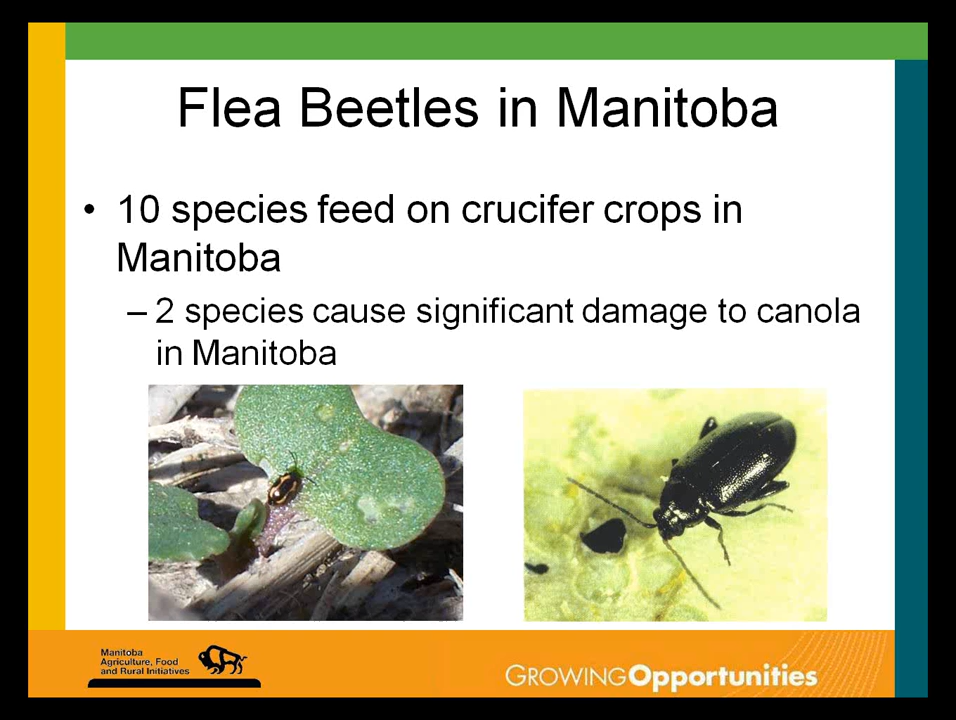 Flea Beetles in Manitoba
• 10 species feed on crucifer crops in
Manitoba
– 2 species cause significant damage to canola
in Manitoba
Manitoba
Agriculture, Food
and Rural Initiatives
GROWING Opportunities